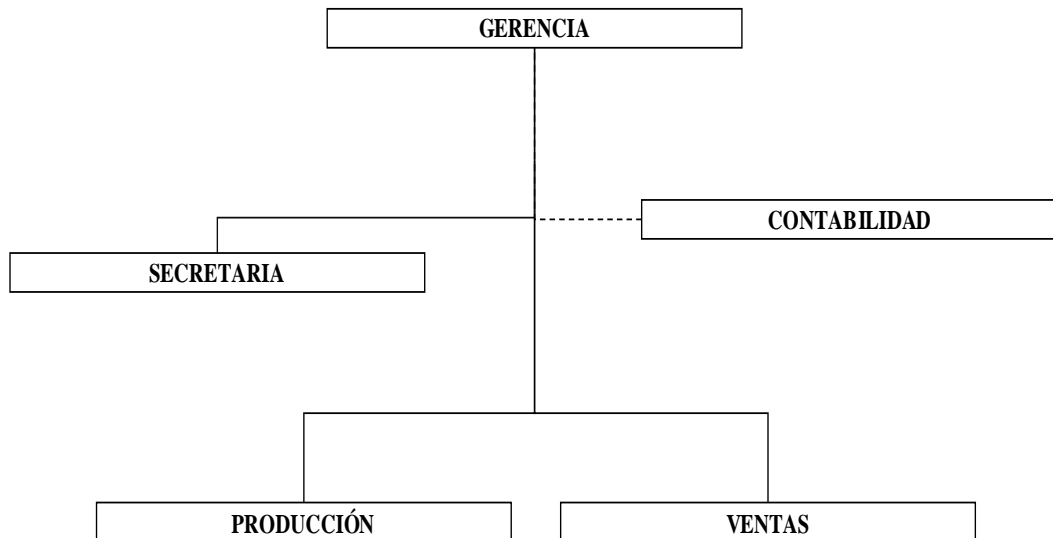 GERENCIA
CONTABILIDAD
SECRETARIA
PRODUCCIÓN
VENTAS